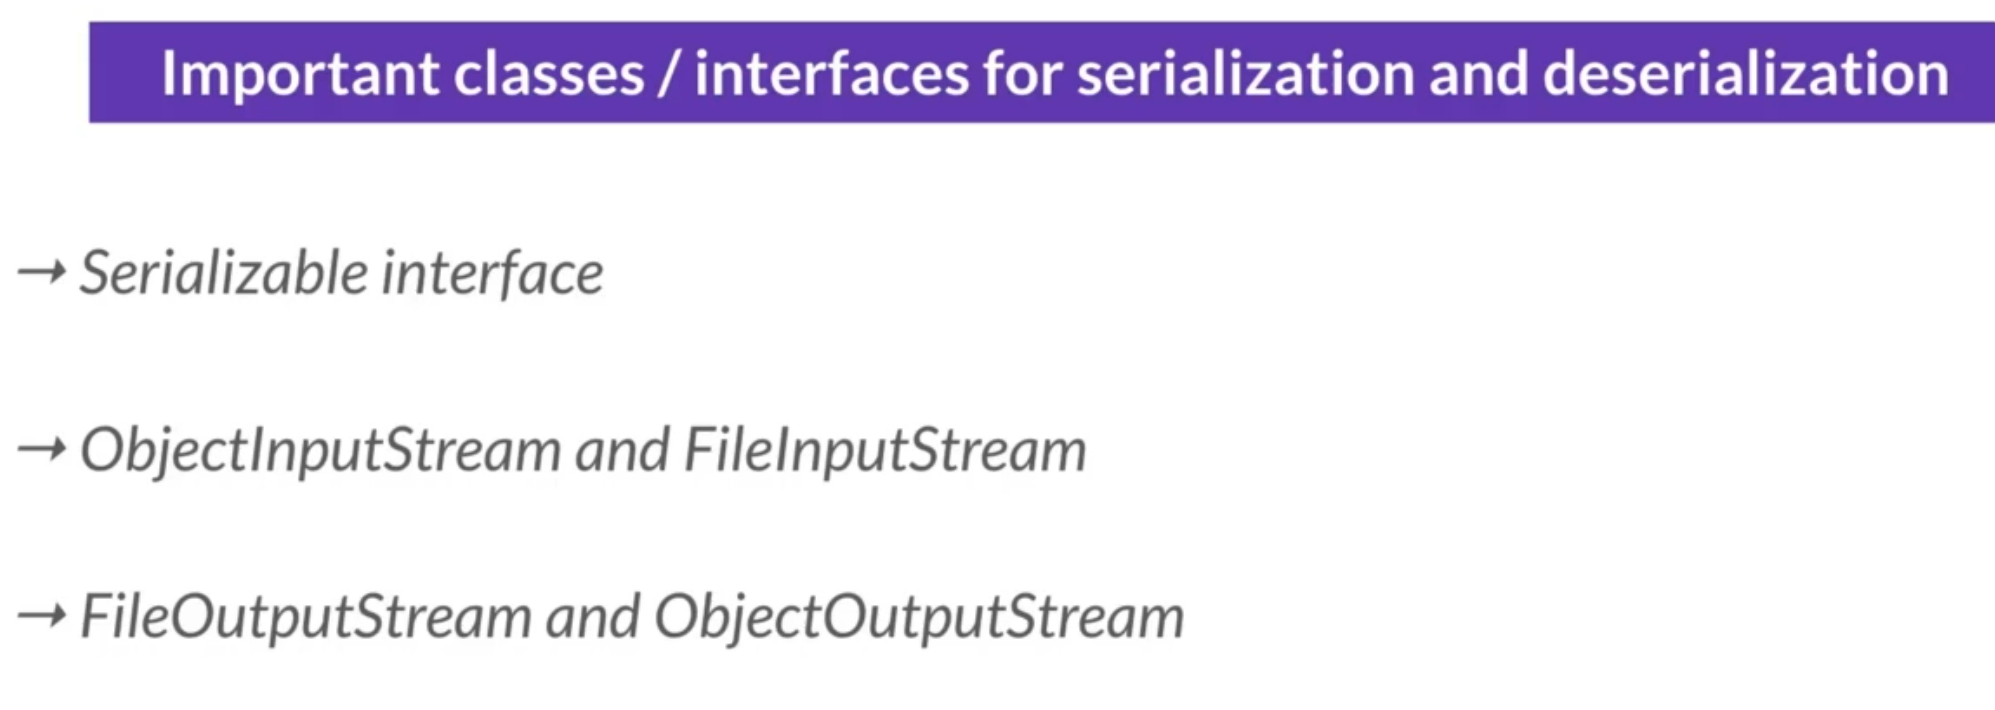 Important classes / interfaces for serialization and deserialization
→ Serializable interface
→ ObjectInputStream and FileInputStream
→ FileOutputStream and ObjectOutputStream